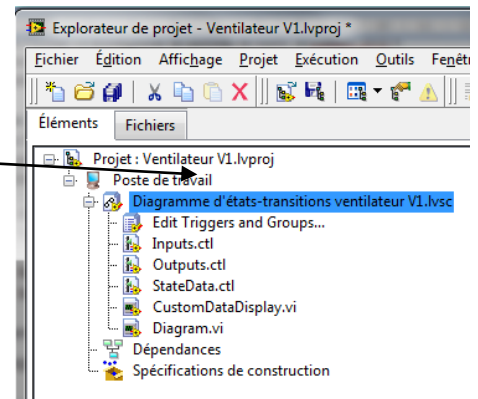 Explorateur de projet - Ventilateur V1.lvproj *
Fichier Édition Affichage Projet Exécution Outils Fenêt
Éléments Fichiers
Projet : Ventilateur V1.lvproj
Poste de travail
Diagramme d'états-transitions ventilateur V1.lvsc
Edit Triggers and Groups...
Inputs.ctl
Outputs.ctl
StateData.ctl
CustomDataDisplay.vi
Diagram.vi
Dépendances
Spécifications de construction